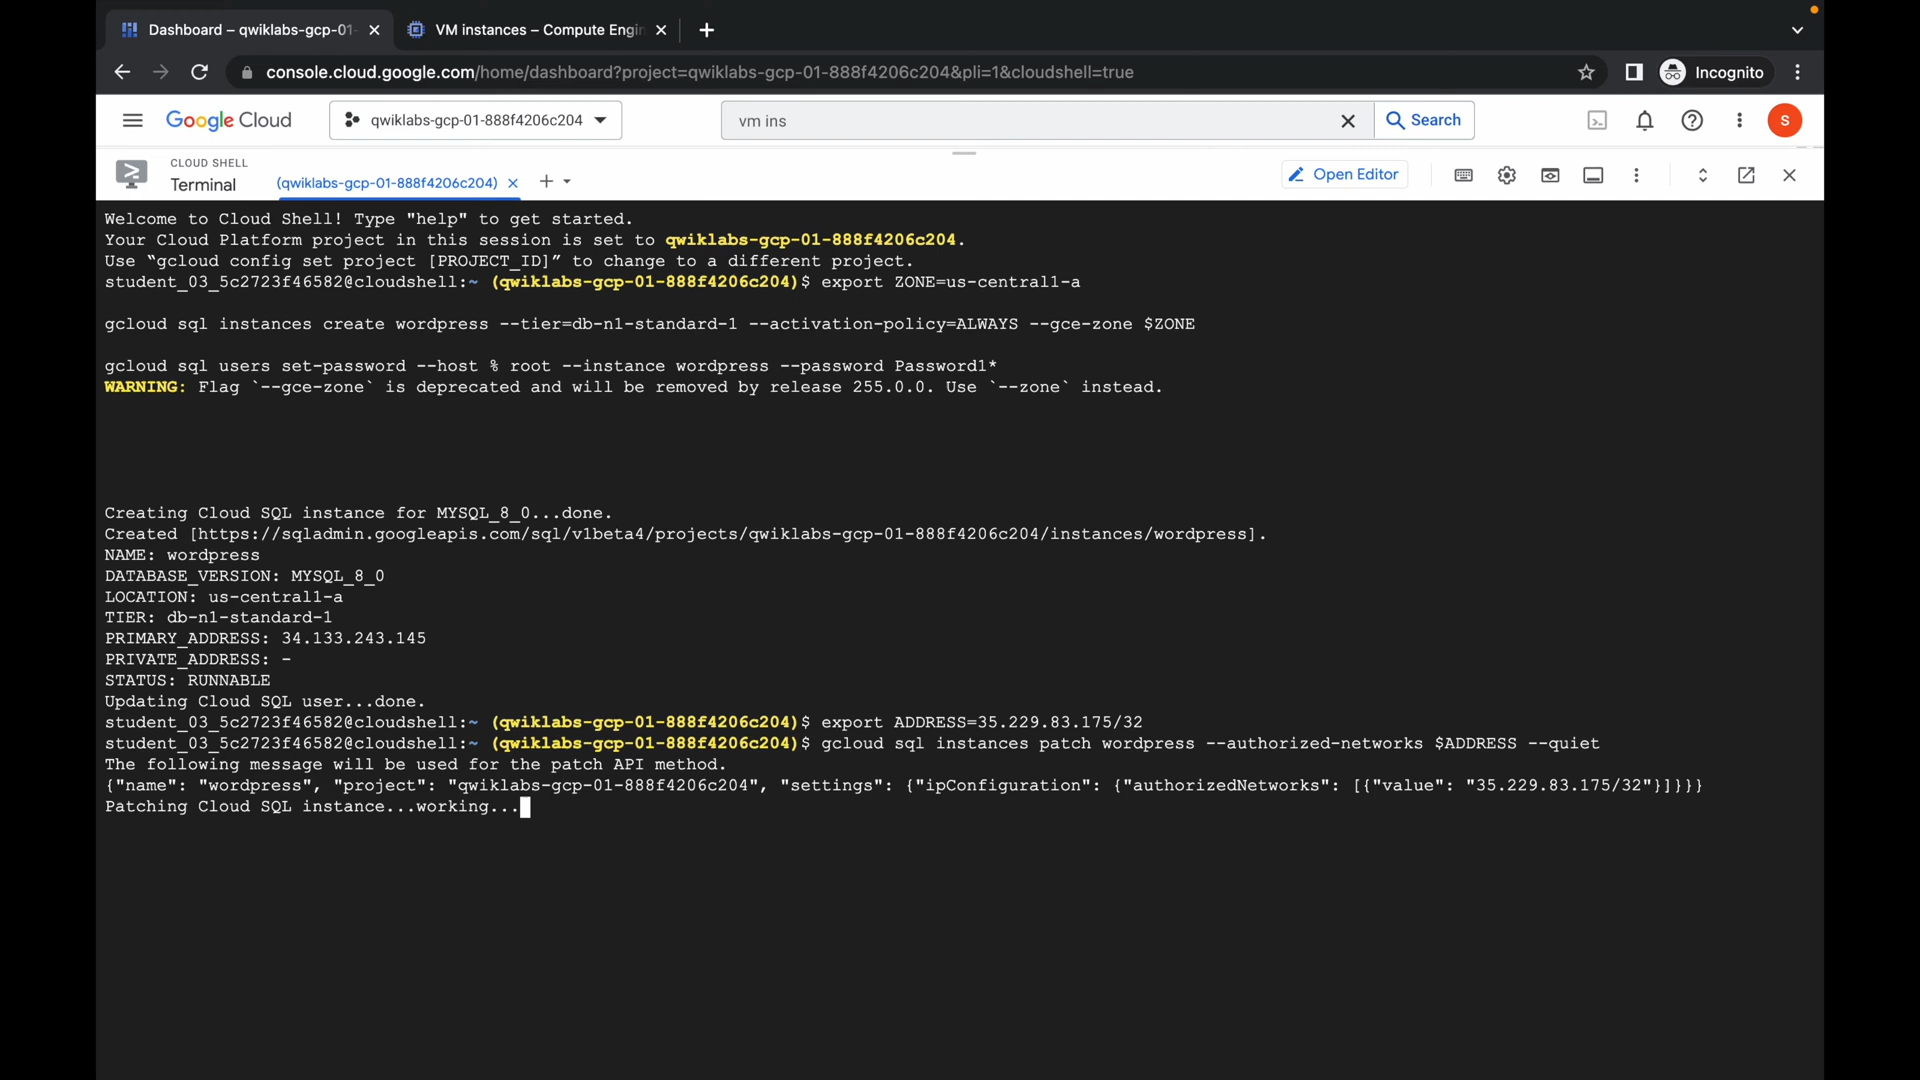 Dashboard – qwiklabs-gcp-01-
VM instances – Compute Engin
console.cloud.google.com/home/dashboard?project=qwiklabs-gcp-01-888f4206c204&pli=1&cloudshell=true
Incognito
Google Cloud
qwiklabs-gcp-01-888f4206c204
vm ins
Search
S
CLOUD SHELL
Terminal
(qwiklabs-gcp-01-888f4206c204)
Open Editor
Welcome to Cloud Shell! Type "help" to get started.
Your Cloud Platform project in this session is set to qwiklabs-gcp-01-888f4206c204.
Use “gcloud config set project [PROJECT_ID]” to change to a different project.
student_03_5c2723f46582@cloudshell:~ (qwiklabs-gcp-01-888f4206c204)$ export ZONE=us-central1-a
gcloud sql instances create wordpress --tier=db-n1-standard-1 --activation-policy=ALWAYS --gce-zone $ZONE
gcloud sql users set-password --host % root --instance wordpress --password Password1*
WARNING: Flag `--gce-zone` is deprecated and will be removed by release 255.0.0. Use `--zone` instead.
Creating Cloud SQL instance for MYSQL_8_0...done.
Created [https://sqladmin.googleapis.com/sql/v1beta4/projects/qwiklabs-gcp-01-888f4206c204/instances/wordpress].
NAME: wordpress
DATABASE_VERSION: MYSQL_8_0
LOCATION: us-central1-a
TIER: db-n1-standard-1
PRIMARY_ADDRESS: 34.133.243.145
PRIVATE_ADDRESS: -
STATUS: RUNNABLE
Updating Cloud SQL user...done.
student_03_5c2723f46582@cloudshell:~ (qwiklabs-gcp-01-888f4206c204)$ export ADDRESS=35.229.83.175/32
student_03_5c2723f46582@cloudshell:~ (qwiklabs-gcp-01-888f4206c204)$ gcloud sql instances patch wordpress --authorized-networks $ADDRESS --quiet
The following message will be used for the patch API method.
{"name": "wordpress", "project": "qwiklabs-gcp-01-888f4206c204", "settings": {"ipConfiguration": {"authorizedNetworks": [{"value": "35.229.83.175/32"}]}}}
Patching Cloud SQL instance...working...